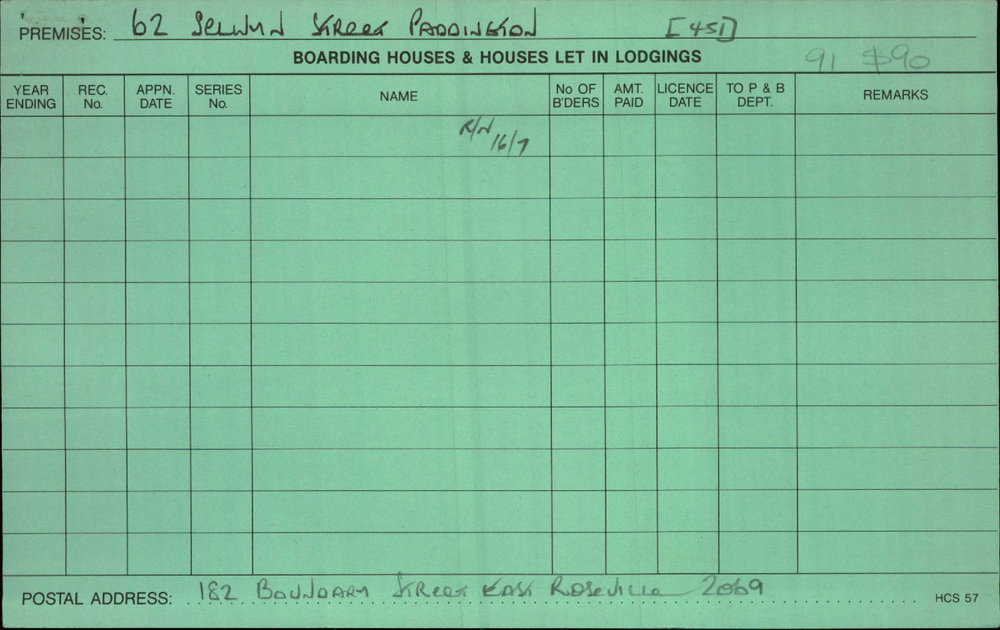 PREMISES: 62 SELWYN STREET PADDINGTON [451]
BOARDING HOUSES & HOUSES LET IN LODGINGS 91 $90
YEAR ENDING REC. No. APPN. DATE SERIES No. NAME No OF B'DERS AMT. PAID LICENCE DATE TO P & B DEPT. REMARKS
R/N 16/7
POSTAL ADDRESS: 182 BOUNDARY STREET EAST ROSEVILLE 2069 HCS 57